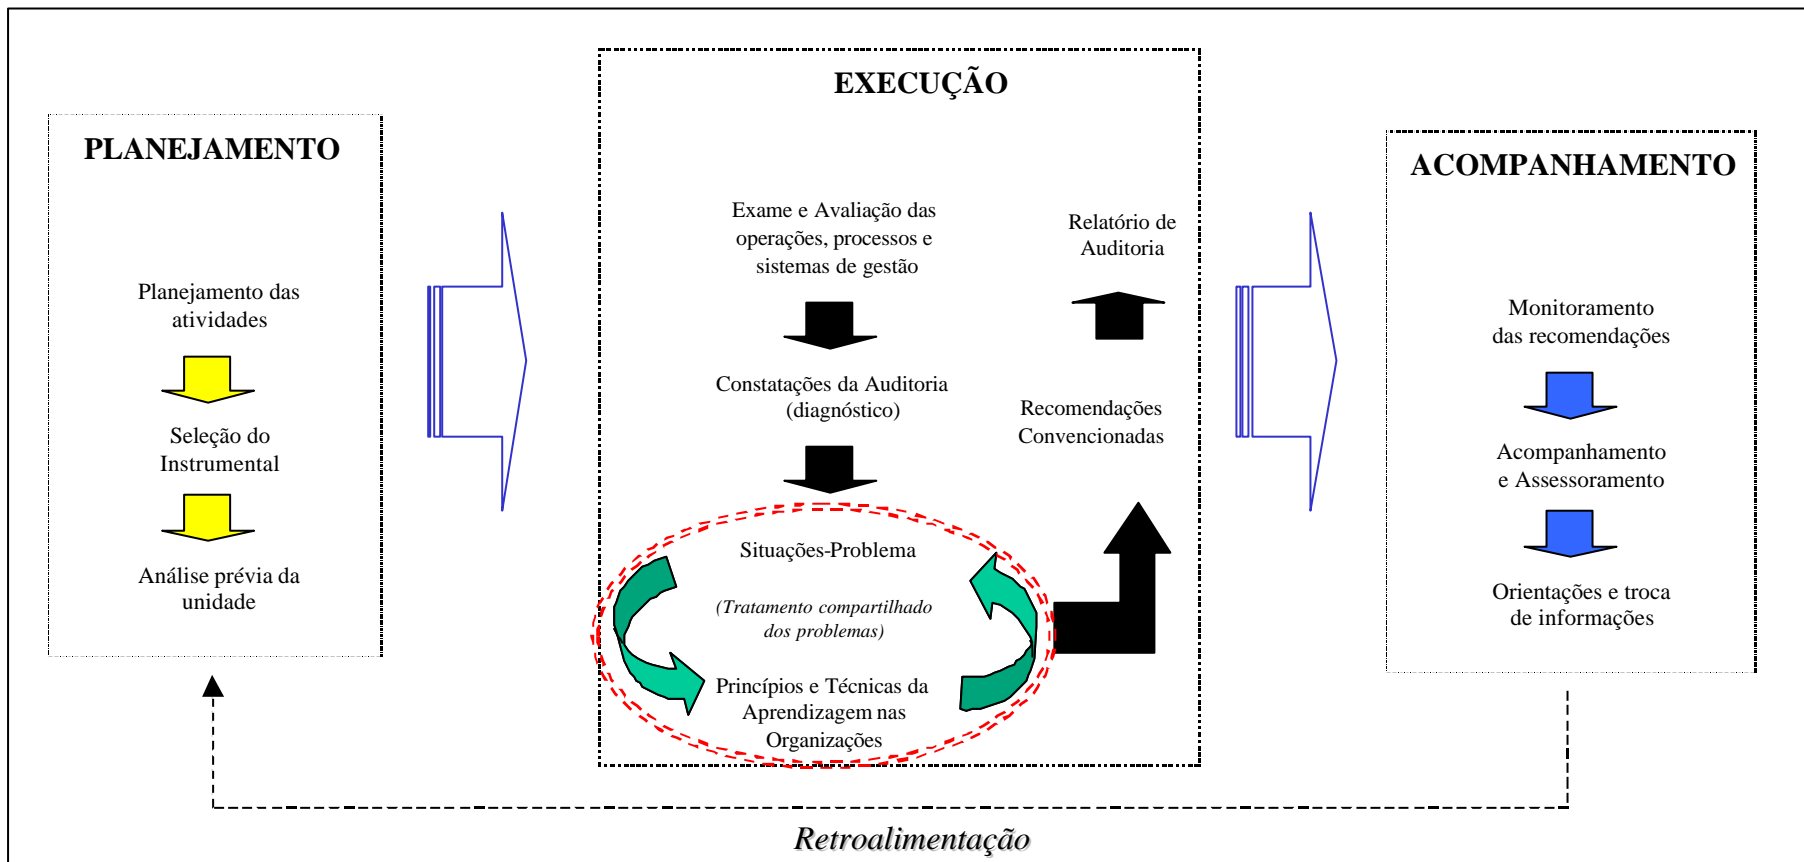 PLANEJAMENTO
Planejamento das
atividades
Seleção do
Instrumental
Análise prévia da
unidade
EXECUÇÃO
Exame e Avaliação das
operações, processos e
sistemas de gestão
Constatações da Auditoria
(diagnóstico)
Situações-Problema
(Tratamento compartilhado
dos problemas)
Princípios e Técnicas da
Aprendizagem nas
Organizações
Recomendações
Convencionadas
Relatório de
Auditoria
ACOMPANHAMENTO
Monitoramento
das recomendações
Acompanhamento
e Assessoramento
Orientações e troca
de informações
Retroalimentação